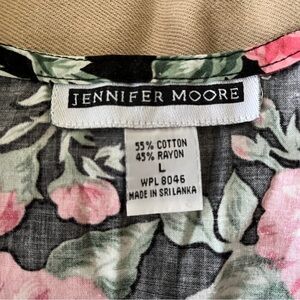 JENNIFER MOORE
55% COTTON
45% RAYON
L
WPL 8046
MADE IN SRI LANKA